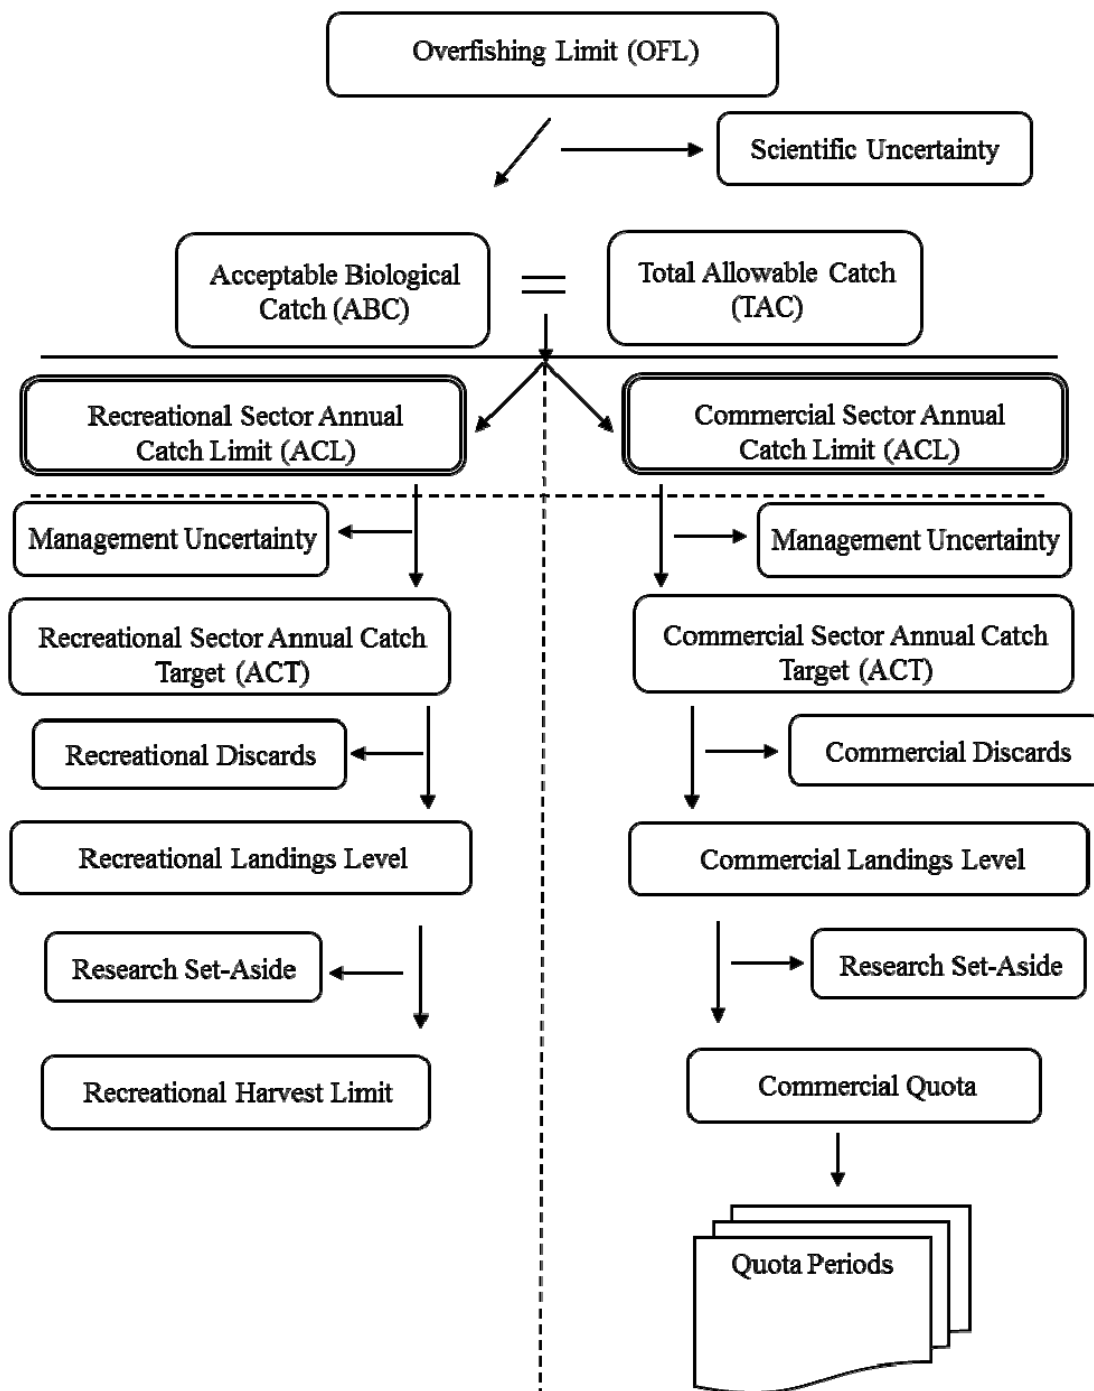 Overfishing Limit (OFL)
Scientific Uncertainty
Acceptable Biological
Catch (ABC)
Total Allowable Catch
(TAC)
Recreational Sector Annual
Catch Limit (ACL)
Commercial Sector Annual
Catch Limit (ACL)
Management Uncertainty
Management Uncertainty
Recreational Sector Annual Catch
Target (ACT)
Commercial Sector Annual Catch
Target (ACT)
Recreational Discards
Commercial Discards
Recreational Landings Level
Commercial Landings Level
Research Set-Aside
Research Set-Aside
Recreational Harvest Limit
Commercial Quota
Quota Periods